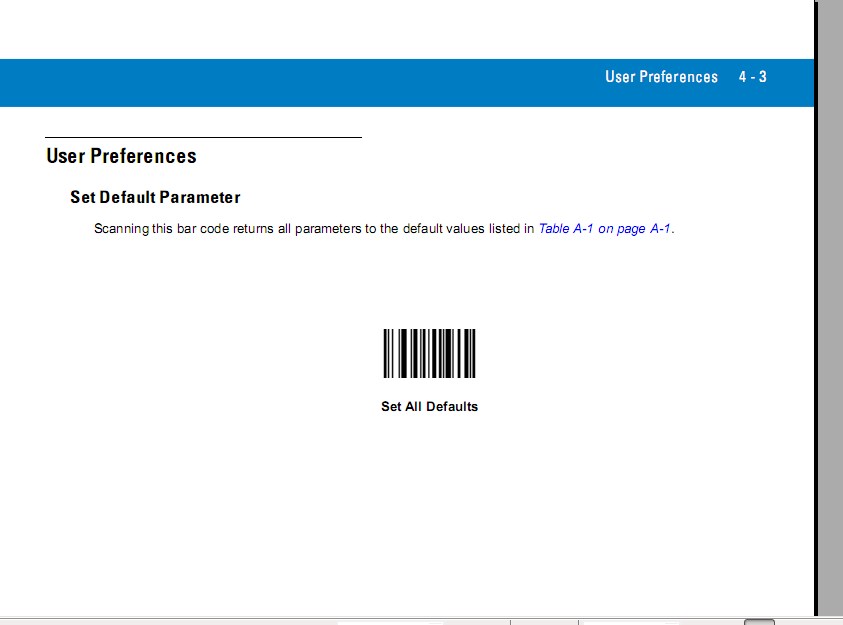 User Preferences 4 - 3
User Preferences
Set Default Parameter
Scanning this bar code returns all parameters to the default values listed in Table A-1 on page A-1.
Set All Defaults